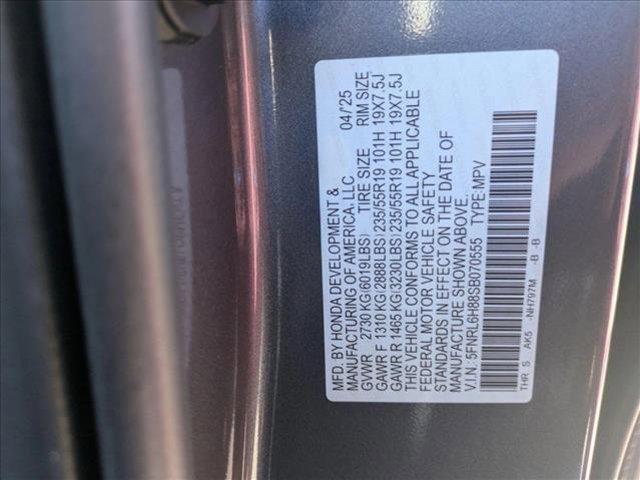 MFD. BY HONDA DEVELOPMENT &
MANUFACTURING OF AMERICA, LLC 04/25
GVWR 2730 KG(6019LBS) TIRE SIZE RIM SIZE
GAWR F 1310 KG(2888LBS) 235/55R19 101H 19X7.5J
GAWR R 1465 KG(3230LBS) 235/55R19 101H 19X7.5J
THIS VEHICLE CONFORMS TO ALL APPLICABLE
FEDERAL MOTOR VEHICLE SAFETY
STANDARDS IN EFFECT ON THE DATE OF
MANUFACTURE SHOWN ABOVE.
V.I.N.: 5FNRL6H88SB070555 TYPE:MPV
THR S AK5 -NH797M -B -B